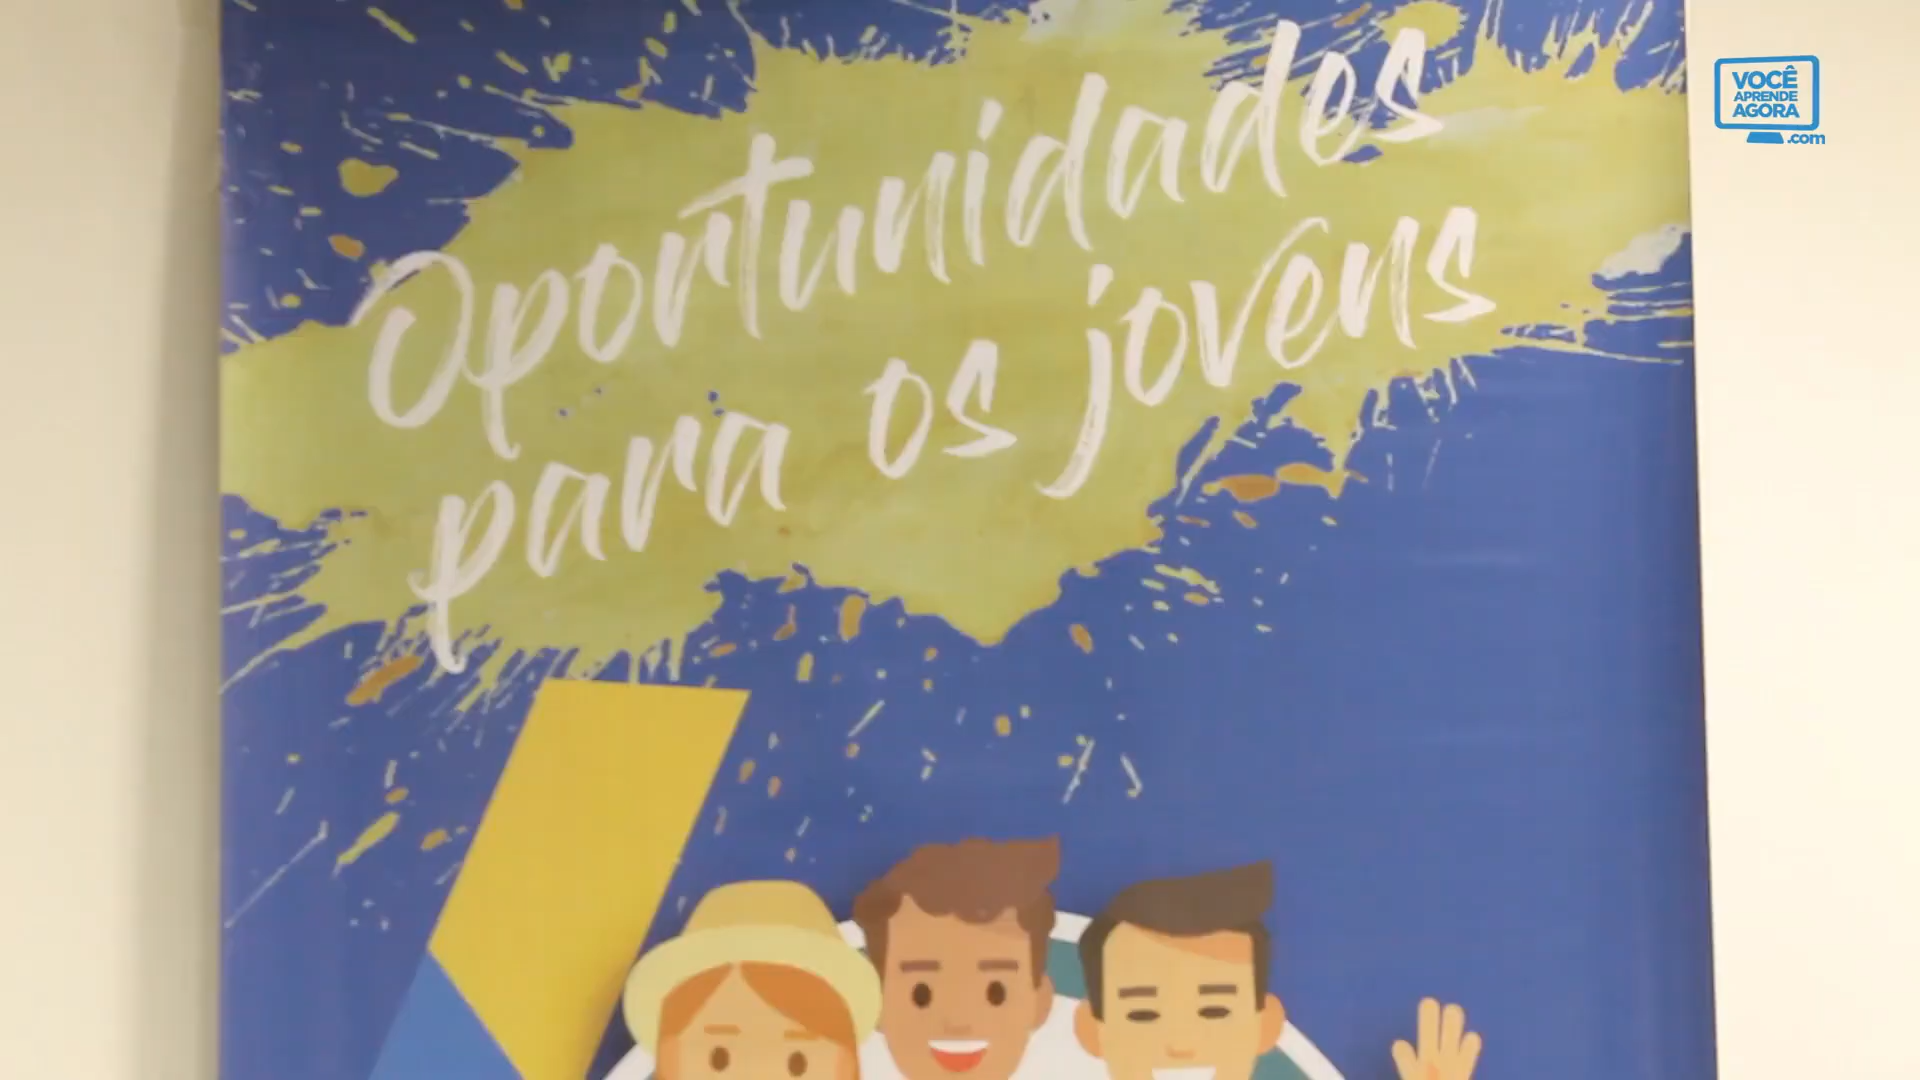 Oportunidades
para os jovens
VOCÊ
APRENDE
AGORA
.com